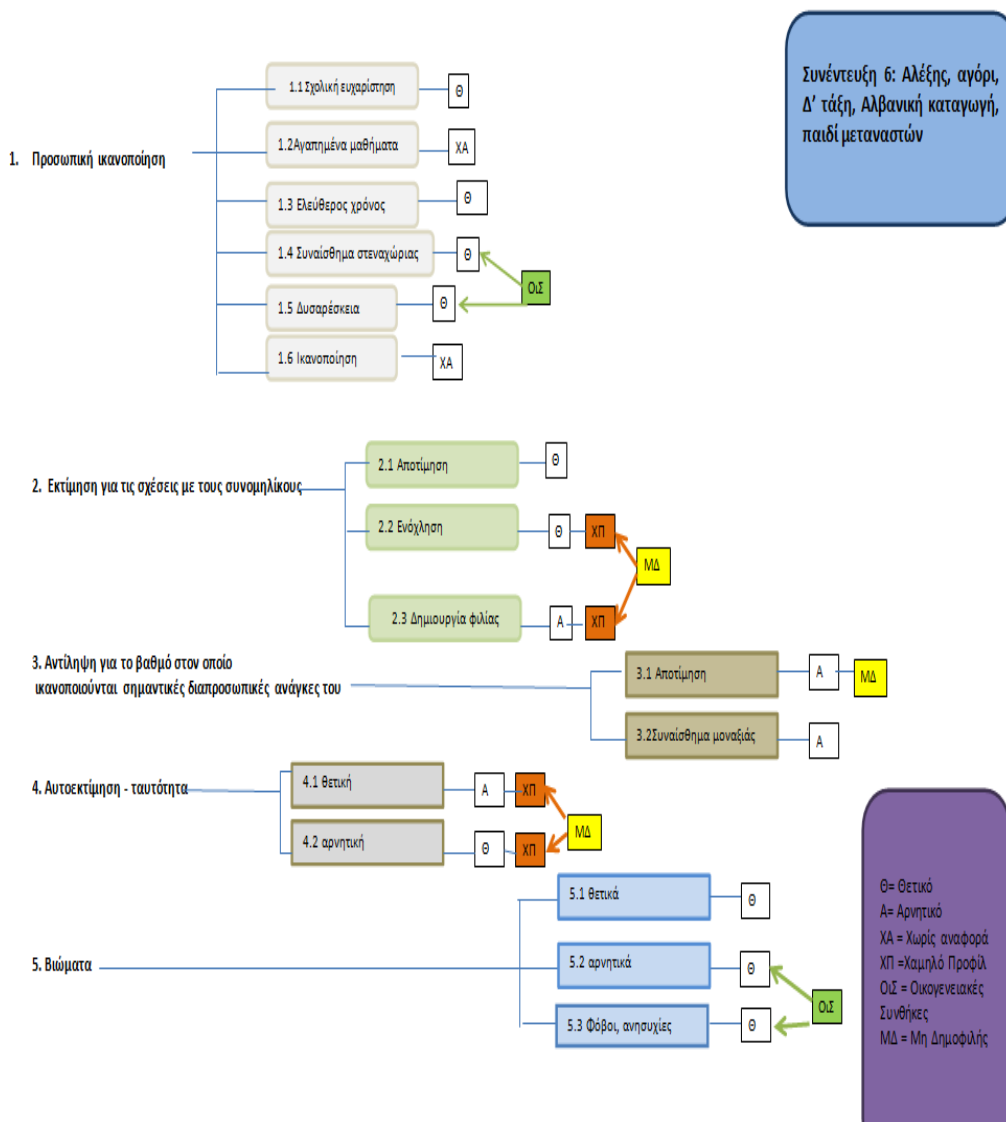 Συνέντευξη 6: Αλέξης, αγόρι,
Δ’ τάξη, Αλβανική καταγωγή,
παιδί μεταναστών
1. Προσωπική ικανοποίηση
1.1 Σχολική ευχαρίστηση
Θ
1.2Αγαπημένα μαθήματα
ΧΑ
1.3 Ελεύθερος χρόνος
Θ
1.4 Συναίσθημα στεναχώριας
Θ
ΟιΣ
1.5 Δυσαρέσκεια
Θ
1.6 Ικανοποίηση
ΧΑ
2. Εκτίμηση για τις σχέσεις με τους συνομηλίκους
2.1 Αποτίμηση
Θ
2.2 Ενόχληση
Θ
ΧΠ
ΜΔ
2.3 Δημιουργία φιλίας
Α
ΧΠ
3. Αντίληψη για το βαθμό στον οποίο
ικανοποιούνται σημαντικές διαπροσωπικές ανάγκες του
3.1 Αποτίμηση
Α
ΜΔ
3.2Συναίσθημα μοναξιάς
Α
4. Αυτοεκτίμηση - ταυτότητα
4.1 θετική
Α
ΧΠ
ΜΔ
4.2 αρνητική
Θ
ΧΠ
5. Βιώματα
5.1 θετικά
Θ
5.2 αρνητικά
Θ
ΟιΣ
5.3 Φόβοι, ανησυχίες
Θ
Θ= Θετικό
Α= Αρνητικό
ΧΑ = Χωρίς αναφορά
ΧΠ =Χαμηλό Προφίλ
ΟιΣ = Οικογενειακές
Συνθήκες
ΜΔ = Μη Δημοφιλής